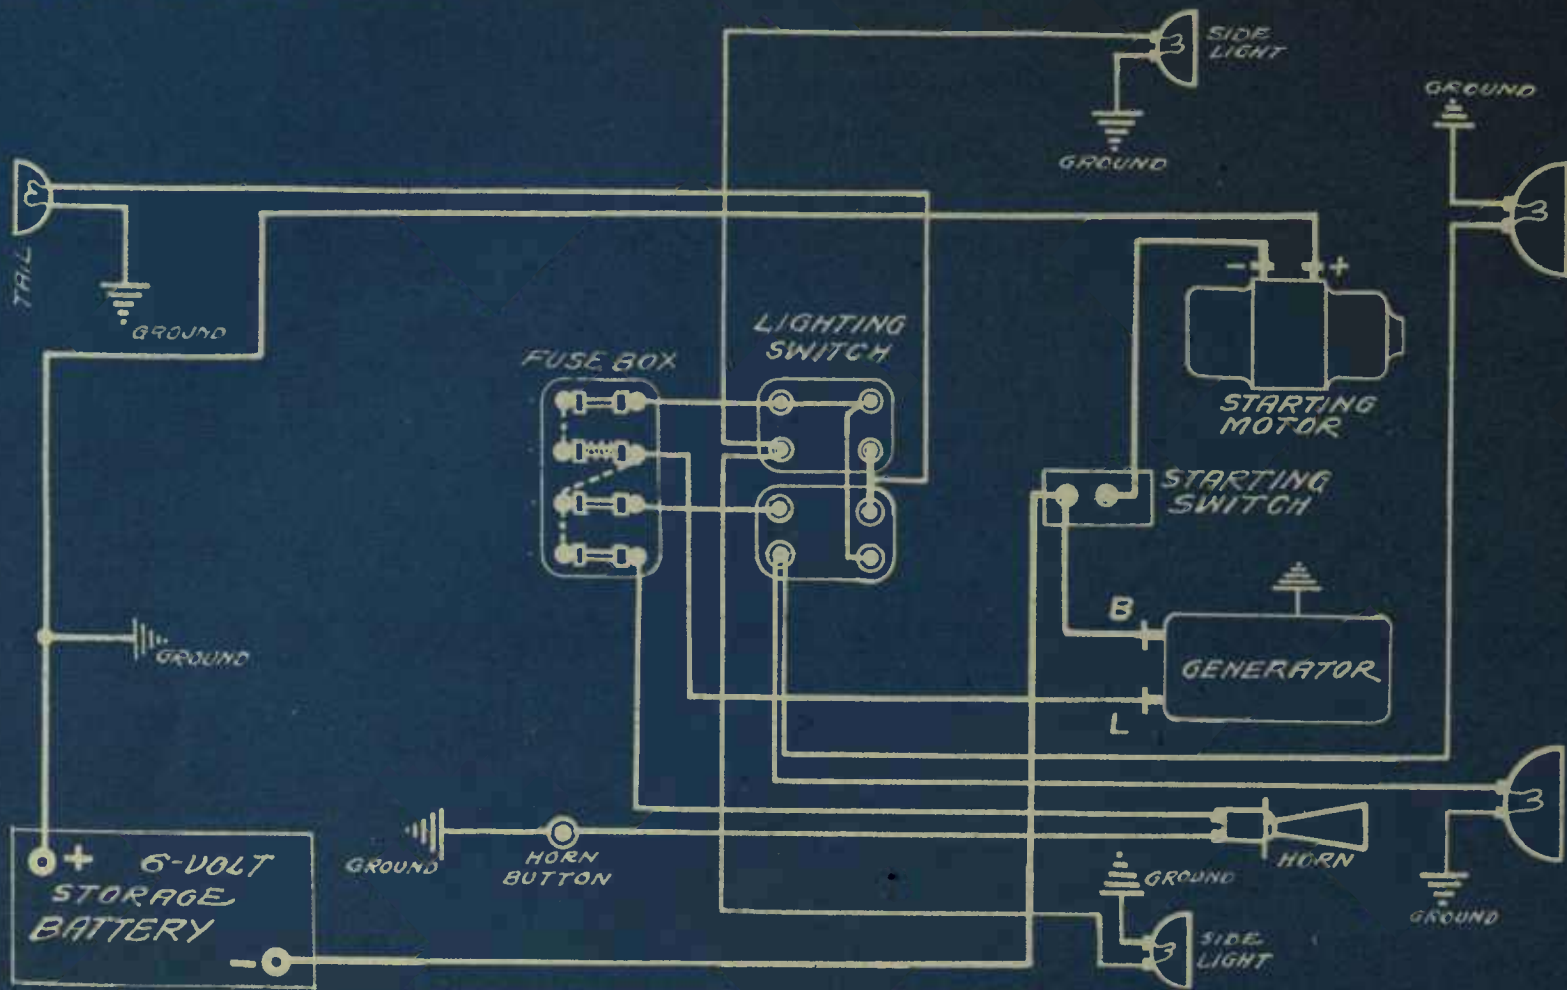 SIDE
LIGHT
GROUND
GROUND
TAIL
GROUND
- +
LIGHTING
SWITCH
FUSE BOX
STARTING
MOTOR
STARTING
SWITCH
B
GENERATOR
L
GROUND
+ 6-VOLT
STORAGE
BATTERY
-
GROUND
HORN
BUTTON
HORN
GROUND
SIDE
LIGHT
GROUND